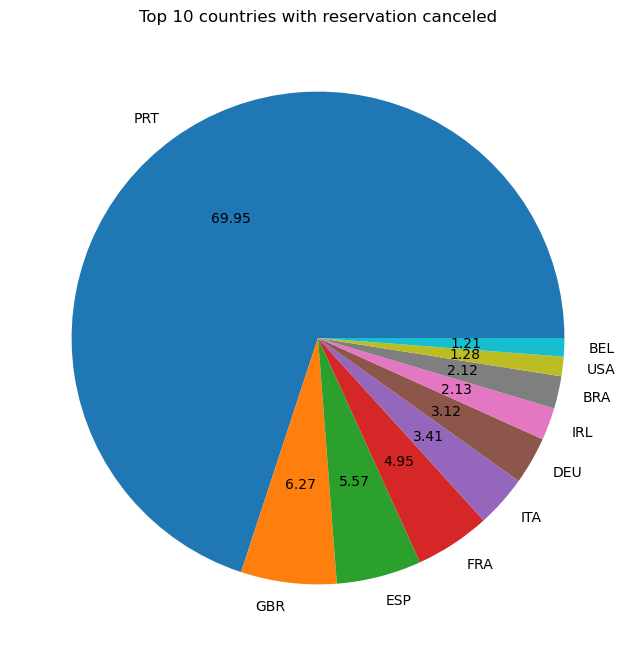 Top 10 countries with reservation canceled
PRT
69.95
1.21
BEL
1.28
USA
2.12
BRA
2.13
IRL
3.12
DEU
3.41
ITA
4.95
FRA
5.57
ESP
6.27
GBR